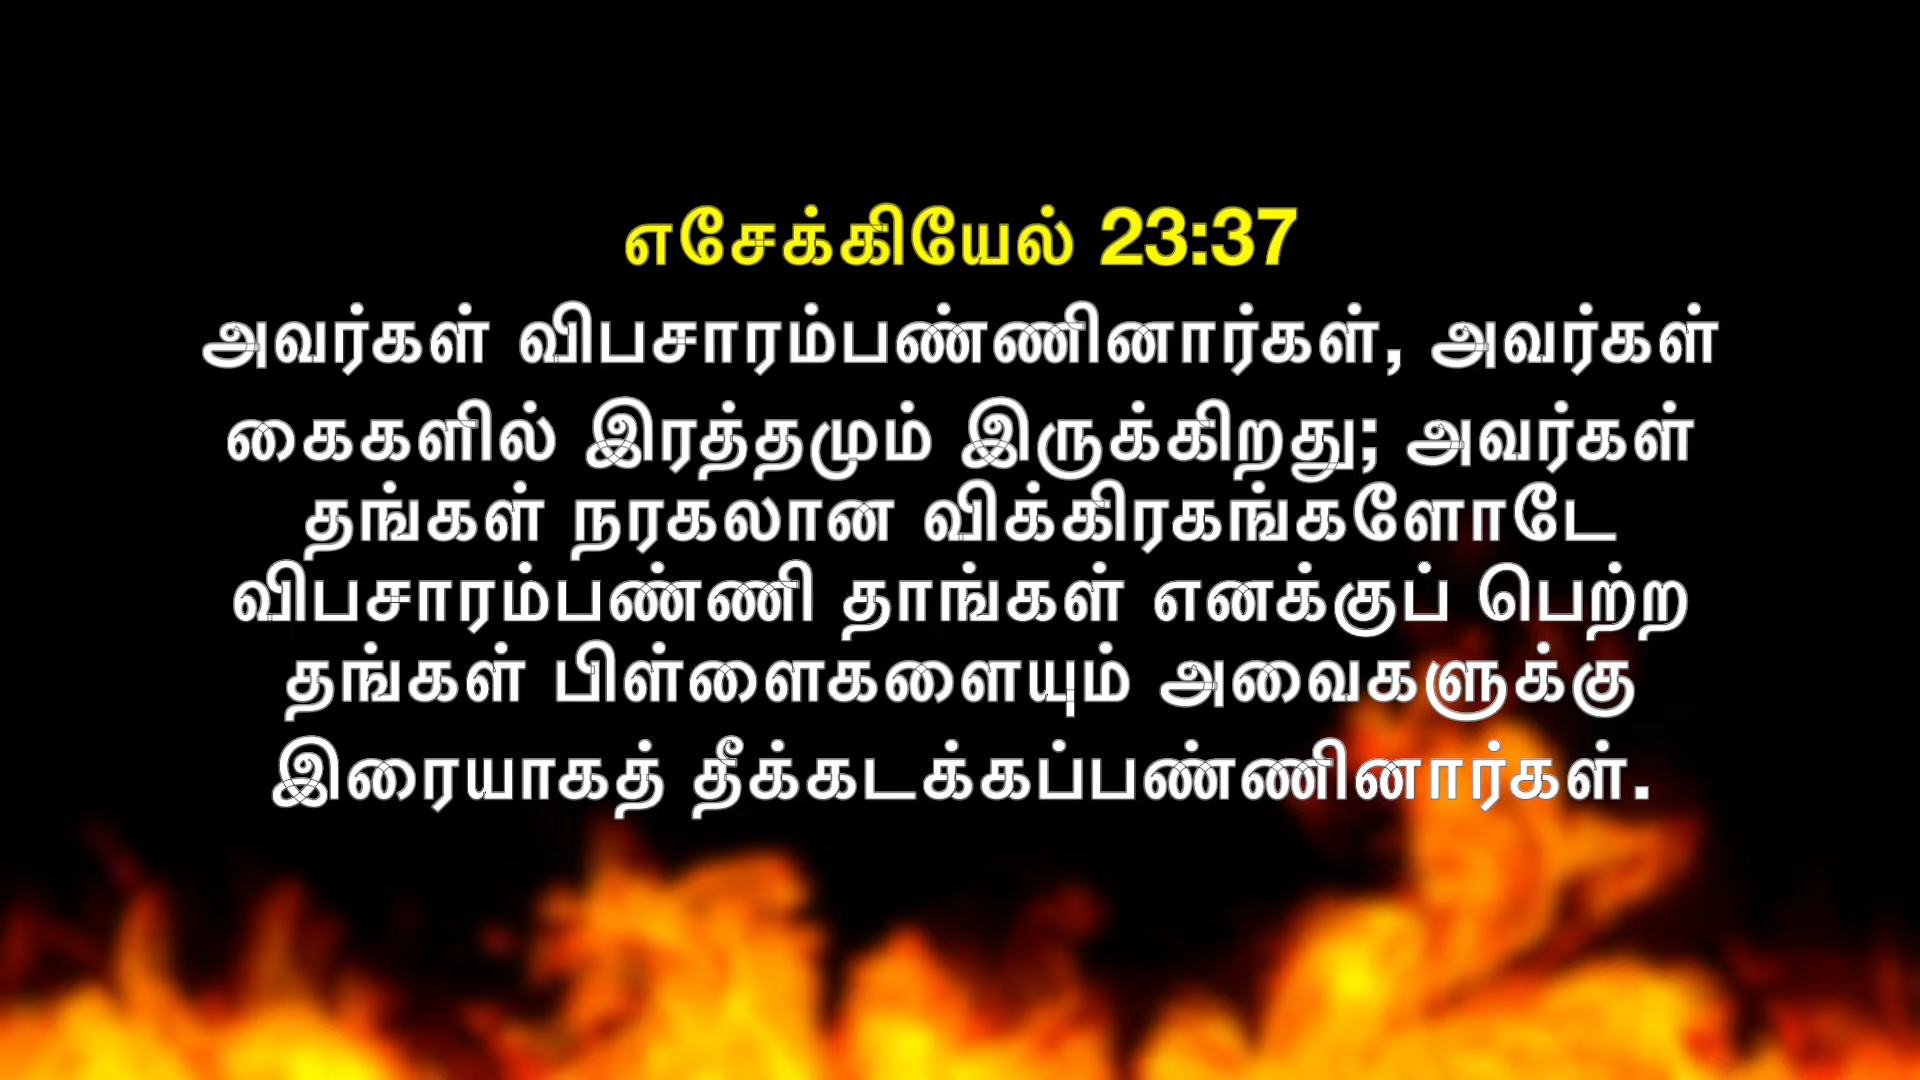 எசேக்கியேல் 23:37
அவர்கள் விபசாரம்பண்ணினார்கள், அவர்கள்
கைகளில் இரத்தமும் இருக்கிறது; அவர்கள்
தங்கள் நரகலான விக்கிரகங்களோடே
விபசாரம்பண்ணி தாங்கள் எனக்குப் பெற்ற
தங்கள் பிள்ளைகளையும் அவைகளுக்கு
இரையாகத் தீக்கடக்கப்பண்ணினார்கள்.